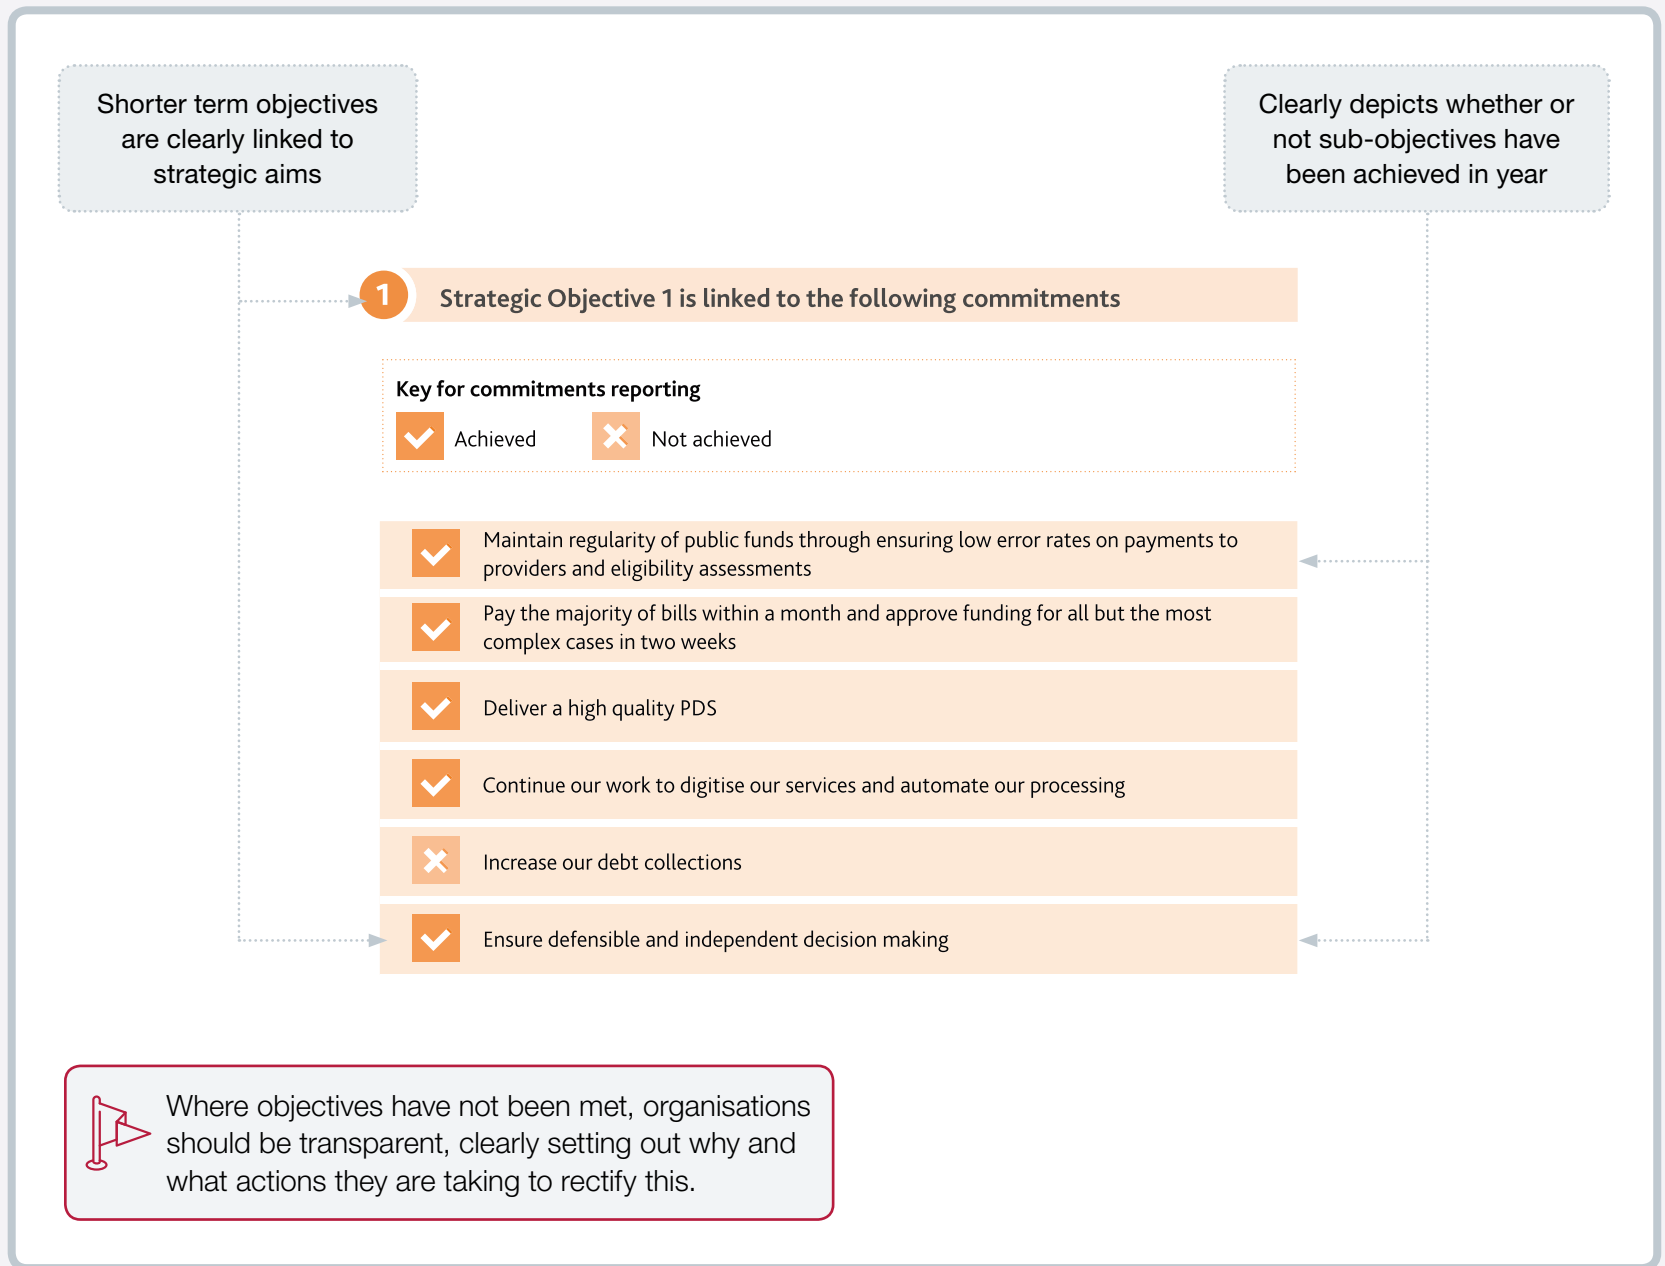 Shorter term objectives
are clearly linked to
strategic aims
Clearly depicts whether or
not sub-objectives have
been achieved in year
1
Strategic Objective 1 is linked to the following commitments
Key for commitments reporting
Achieved
Not achieved
Maintain regularity of public funds through ensuring low error rates on payments to
providers and eligibility assessments
Pay the majority of bills within a month and approve funding for all but the most
complex cases in two weeks
Deliver a high quality PDS
Continue our work to digitise our services and automate our processing
Increase our debt collections
Ensure defensible and independent decision making
Where objectives have not been met, organisations
should be transparent, clearly setting out why and
what actions they are taking to rectify this.